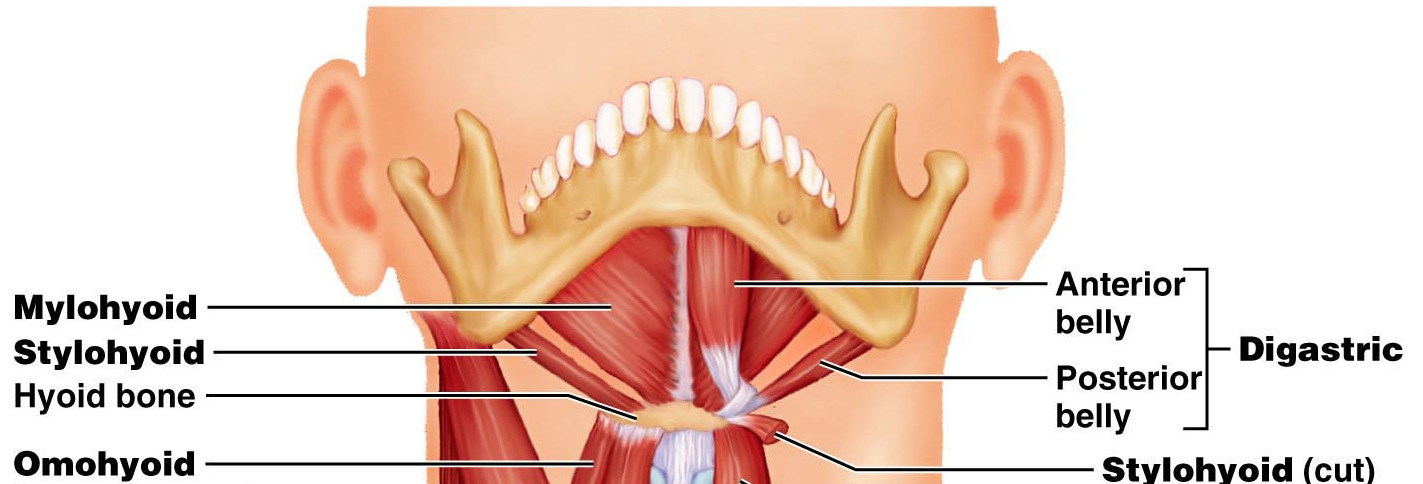 Mylohyoid
Stylohyoid
Hyoid bone
Omohyoid
Anterior
belly
Posterior
belly
Digastric
Stylohyoid (cut)